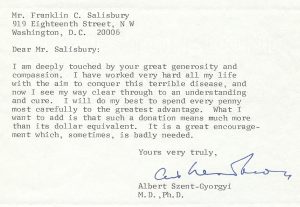 Mr. Franklin C. Salisbury
919 Eighteenth Street, N.W
Washington, D.C.  20006
Dear Mr. Salisbury:
I am deeply touched by your great generosity and
compassion.  I have worked very hard all my life
with the aim to conquer this terrible disease, and
now I see my way clear through to an understanding
and cure.  I will do my best to spend every penny
most carefully to the greatest advantage.  What I
want to add is that such a donation means much more
than its dollar equivalent.  It is a great encourage-
ment which, sometimes, is badly needed.
Yours very truly,
Albert Szent-Gyorgyi
M.D.,Ph.D.